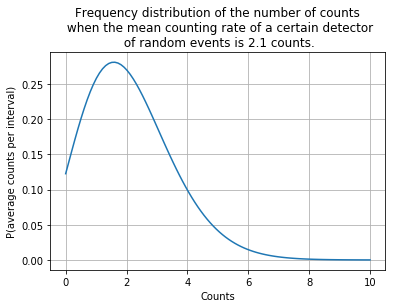 Frequency distribution of the number of counts
when the mean counting rate of a certain detector
of random events is 2.1 counts.
P(average counts per interval)
0.25
0.20
0.15
0.10
0.05
0.00
0 2 4 6 8 10
Counts